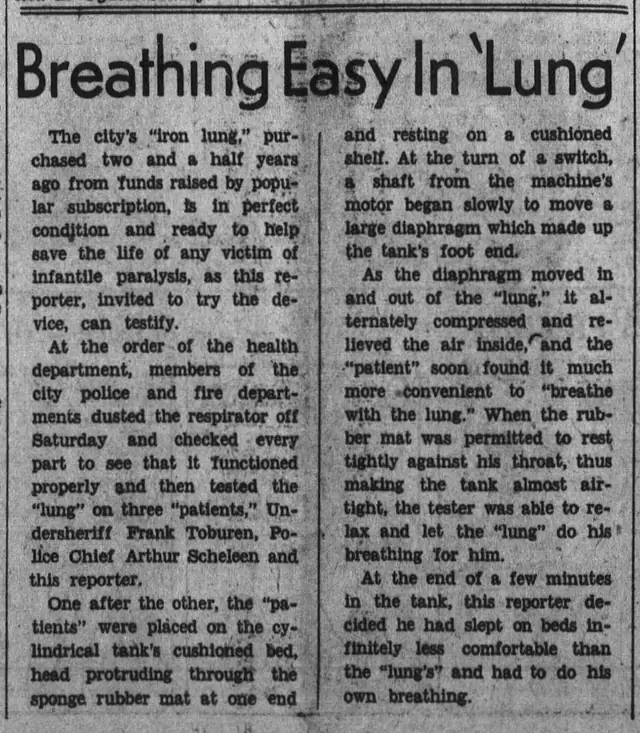 Breathing Easy In 'Lung'
The city's "iron lung," pur-
chased two and a half years
ago from funds raised by popu-
lar subscription, is in perfect
condition and ready to help
save the life of any victim of
infantile paralysis, as this re-
porter, invited to try the de-
vice, can testify.
At the order of the health
department, members of the
city police and fire depart-
ments dusted the respirator off
Saturday and checked every
part to see that it functioned
properly and then tested the
"lung" on three "patients," Un-
dersheriff Frank Toburen, Po-
lice Chief Arthur Scheleen and
this reporter.
One after the other, the "pa-
tients" were placed on the cy-
lindrical tank's cushioned bed,
head protruding through the
sponge rubber mat at one end
and resting on a cushioned
shelf. At the turn of a switch,
a shaft from the machine's
motor began slowly to move a
large diaphragm which made up
the tank's foot end.
As the diaphragm moved in
and out of the "lung," it al-
ternately compressed and re-
lieved the air inside, and the
"patient" soon found it much
more convenient to "breathe
with the lung." When the rub-
ber mat was permitted to rest
tightly against his throat, thus
making the tank almost air-
tight, the tester was able to re-
lax and let the "lung" do his
breathing for him.
At the end of a few minutes
in the tank, this reporter de-
cided he had slept on beds in-
finitely less comfortable than
the "lung's" and had to do his
own breathing.